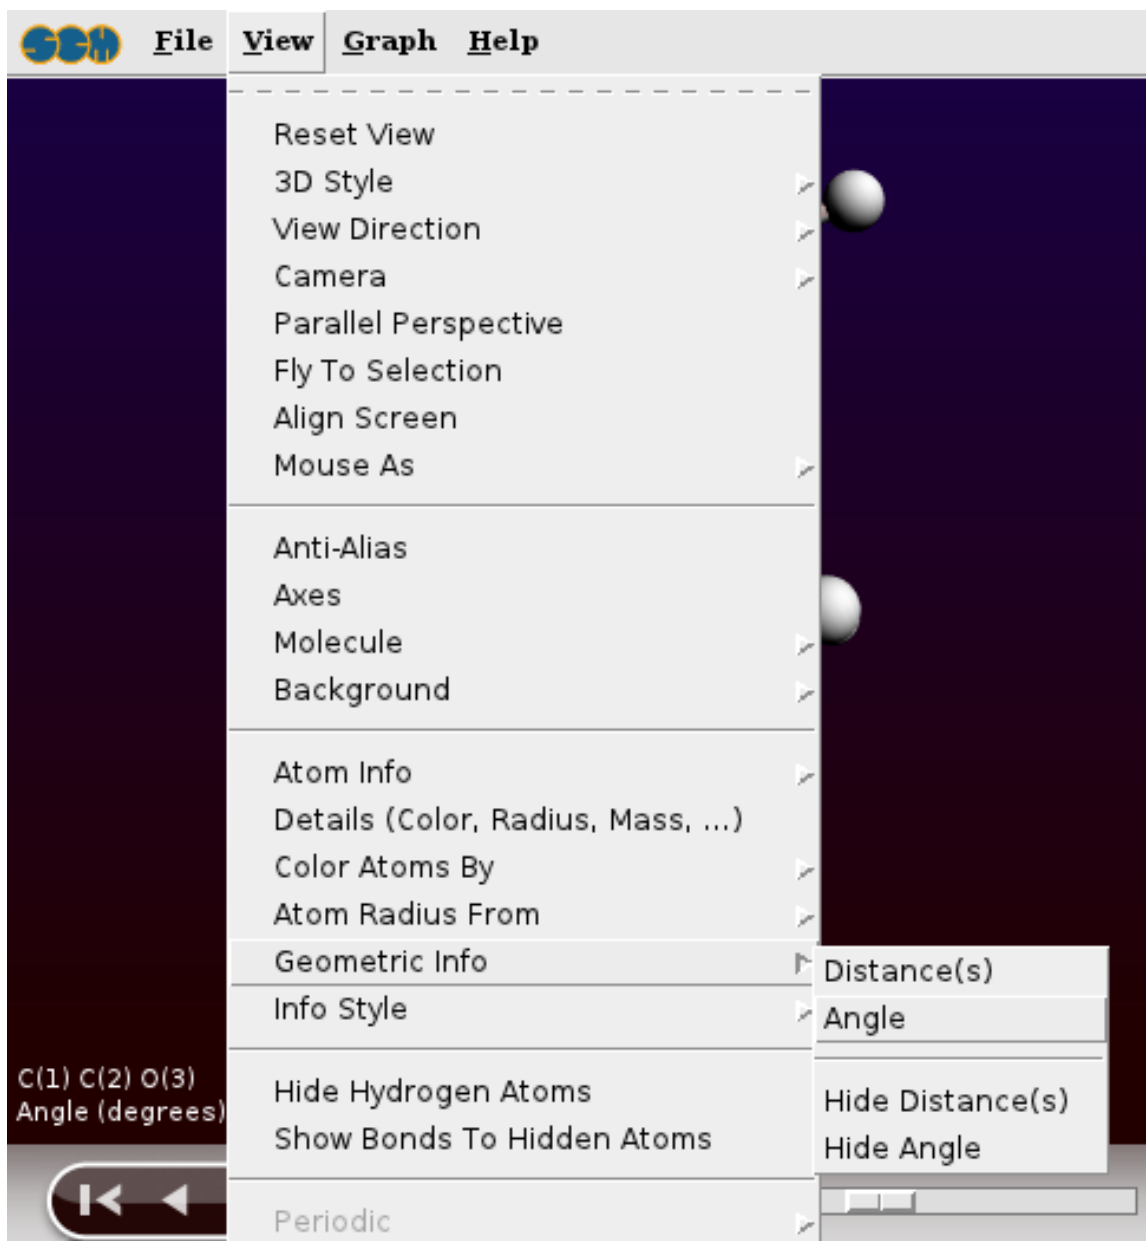 SCM File View Graph Help
Reset View
3D Style
View Direction
Camera
Parallel Perspective
Fly To Selection
Align Screen
Mouse As
Anti-Alias
Axes
Molecule
Background
Atom Info
Details (Color, Radius, Mass, ...)
Color Atoms By
Atom Radius From
Geometric Info
Info Style
Hide Hydrogen Atoms
Show Bonds To Hidden Atoms
Periodic
Distance(s)
Angle
Hide Distance(s)
Hide Angle
C(1) C(2) O(3)
Angle (degrees)